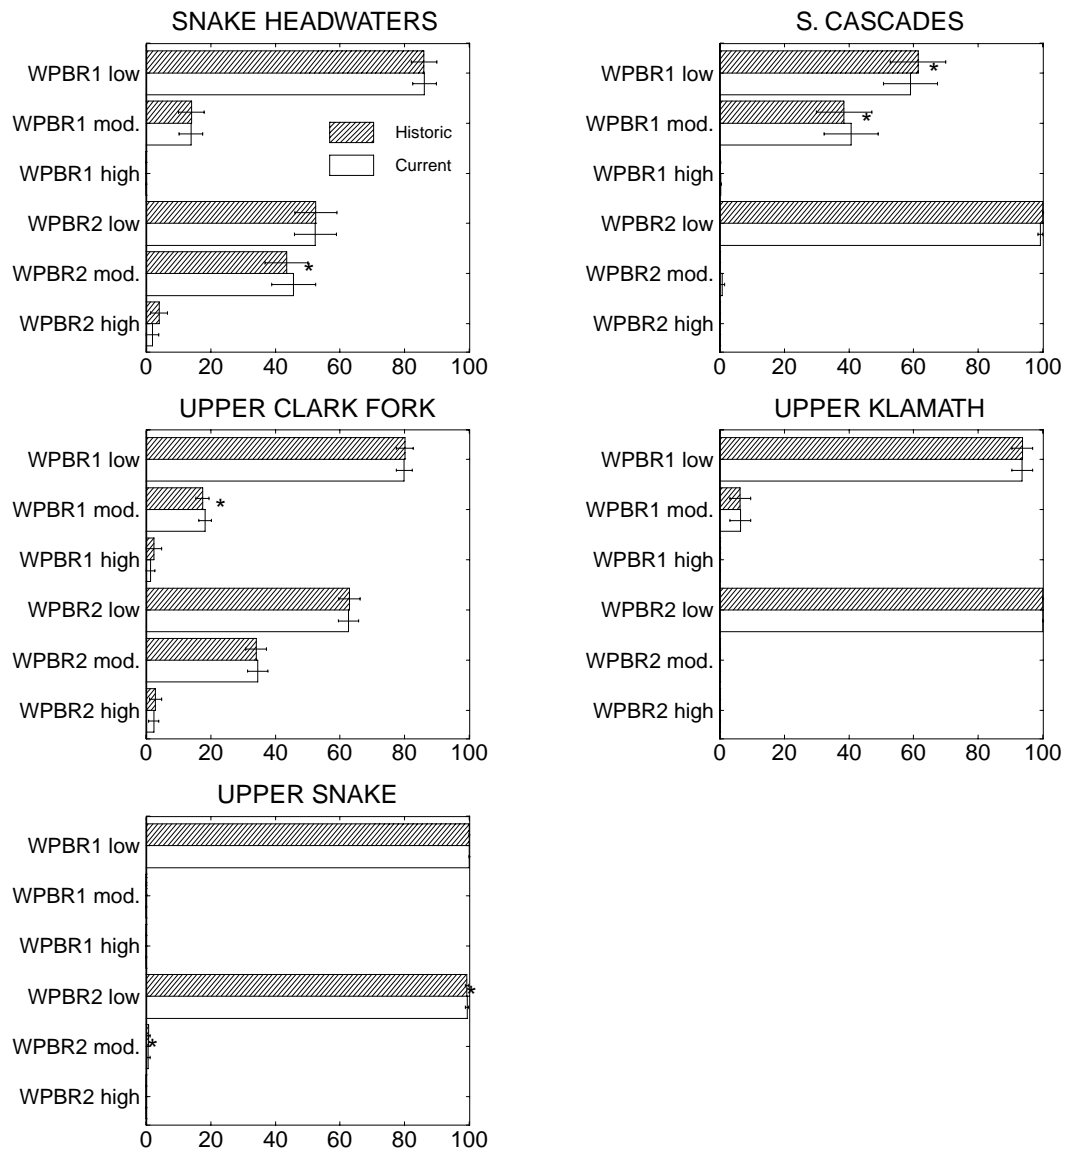 SNAKE HEADWATERS
WPBR1 low
WPBR1 mod.
WPBR1 high
WPBR2 low
WPBR2 mod.
*
WPBR2 high
Historic
Current
0 20 40 60 80 100
S. CASCADES
WPBR1 low
*
WPBR1 mod.
*
WPBR1 high
WPBR2 low
WPBR2 mod.
WPBR2 high
0 20 40 60 80 100
UPPER CLARK FORK
WPBR1 low
WPBR1 mod.
*
WPBR1 high
WPBR2 low
WPBR2 mod.
WPBR2 high
0 20 40 60 80 100
UPPER KLAMATH
WPBR1 low
WPBR1 mod.
WPBR1 high
WPBR2 low
WPBR2 mod.
WPBR2 high
0 20 40 60 80 100
UPPER SNAKE
WPBR1 low
WPBR1 mod.
WPBR1 high
WPBR2 low
*
WPBR2 mod.
*
WPBR2 high
0 20 40 60 80 100